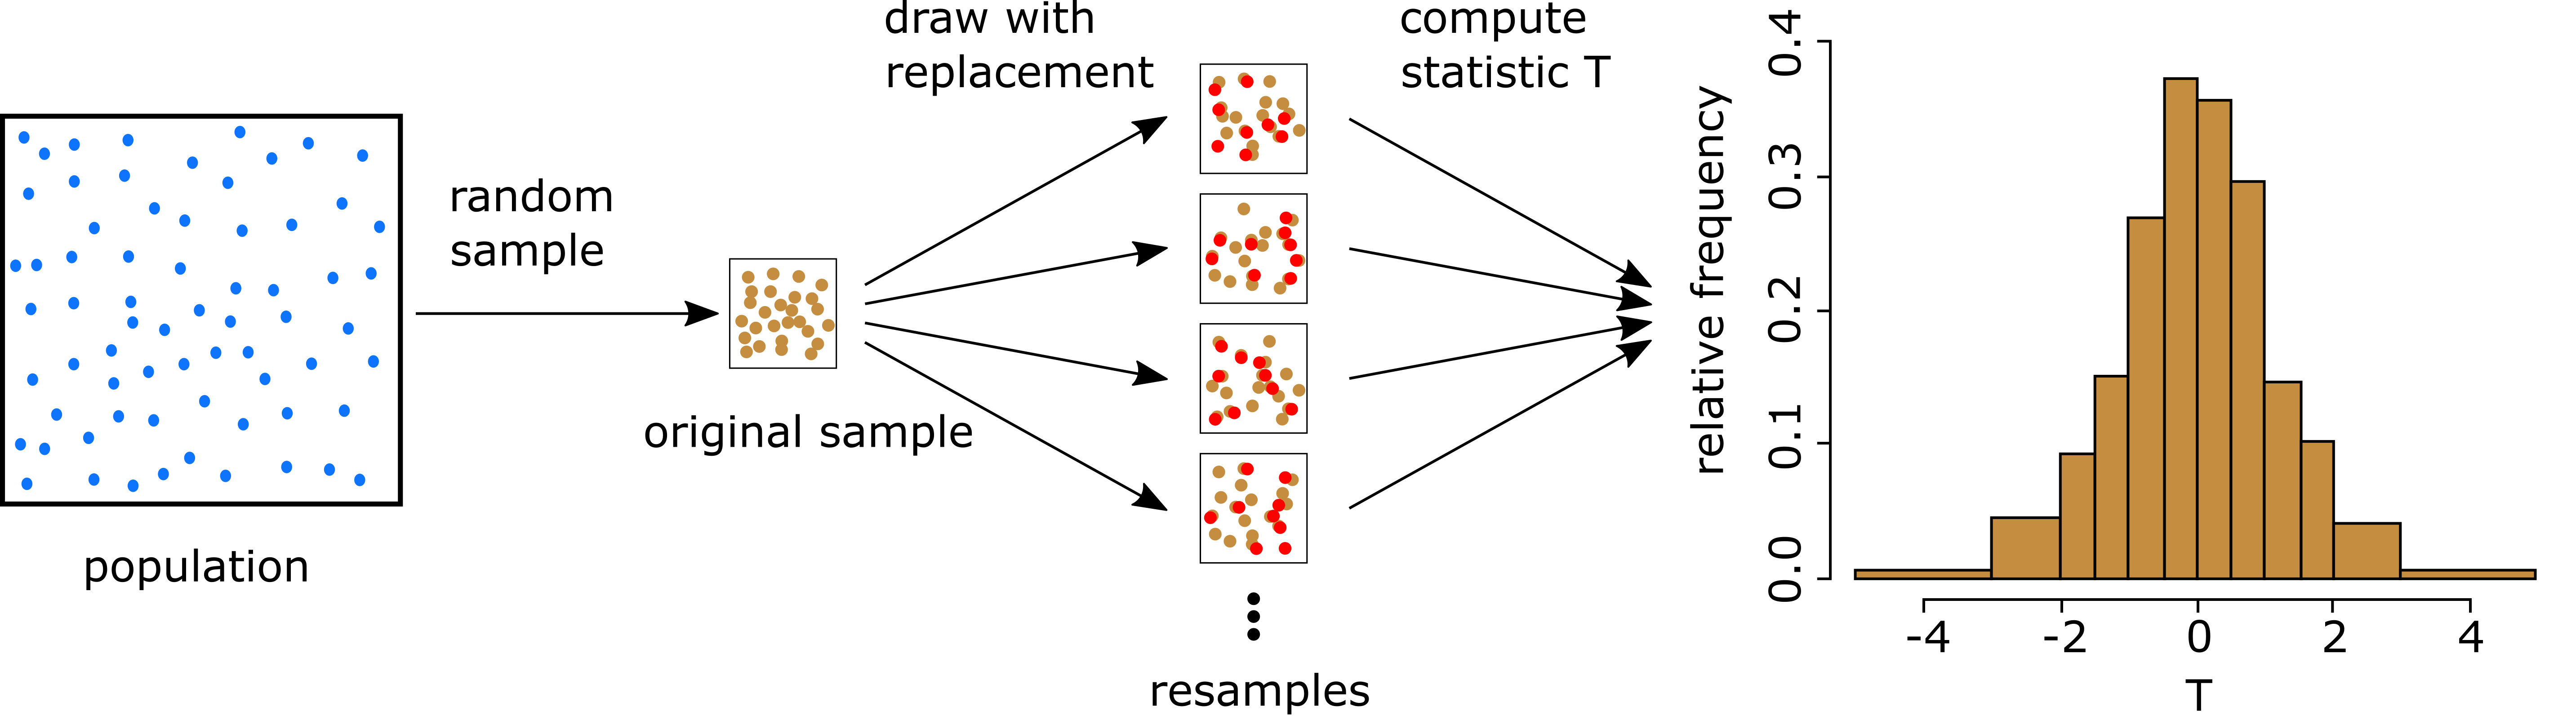 population
random
sample
original sample
draw with
replacement
resamples
compute
statistic T
relative frequency
0.0
0.1
0.2
0.3
0.4
-4
-2
0
2
4
T